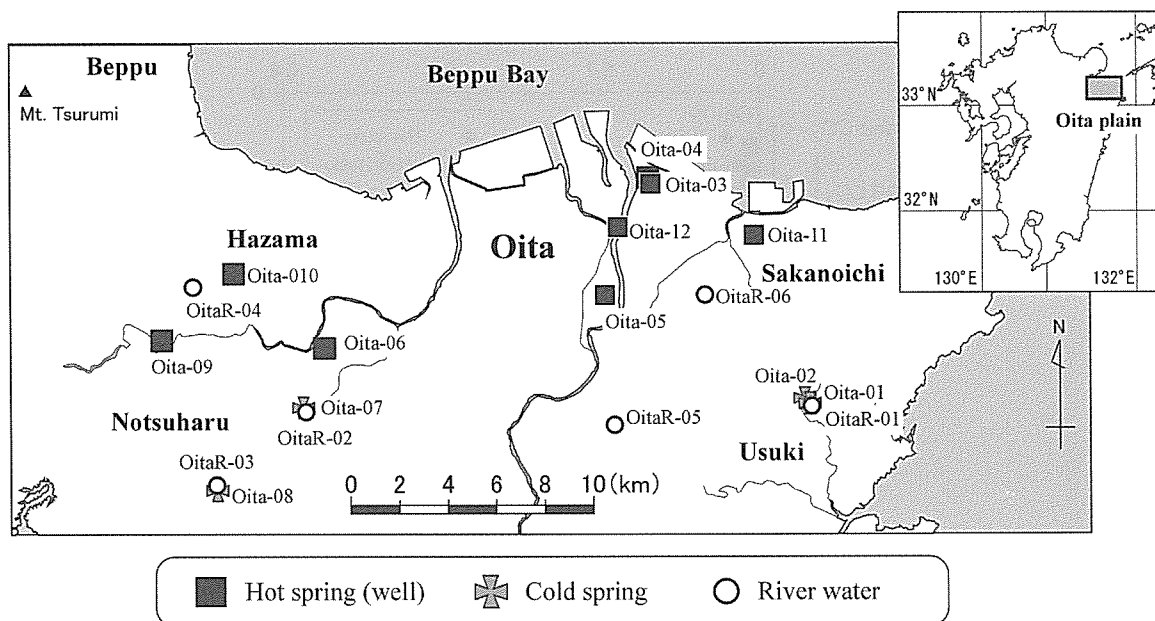 Beppu
Mt. Tsurumi
Beppu Bay
33°N
Oita plain
32°N
130°E
132°E
Oita-04
Oita-03
Oita-12
Oita-11
Hazama
Oita
Oita-010
Sakanoichi
OitaR-04
OitaR-06
Oita-05
N
Oita-09
Oita-06
Oita-02
Oita-01
OitaR-01
Oita-07
Notsuharu
OitaR-02
OitaR-05
Usuki
OitaR-03
Oita-08
0 2 4 6 8 10 (km)
Hot spring (well) Cold spring River water